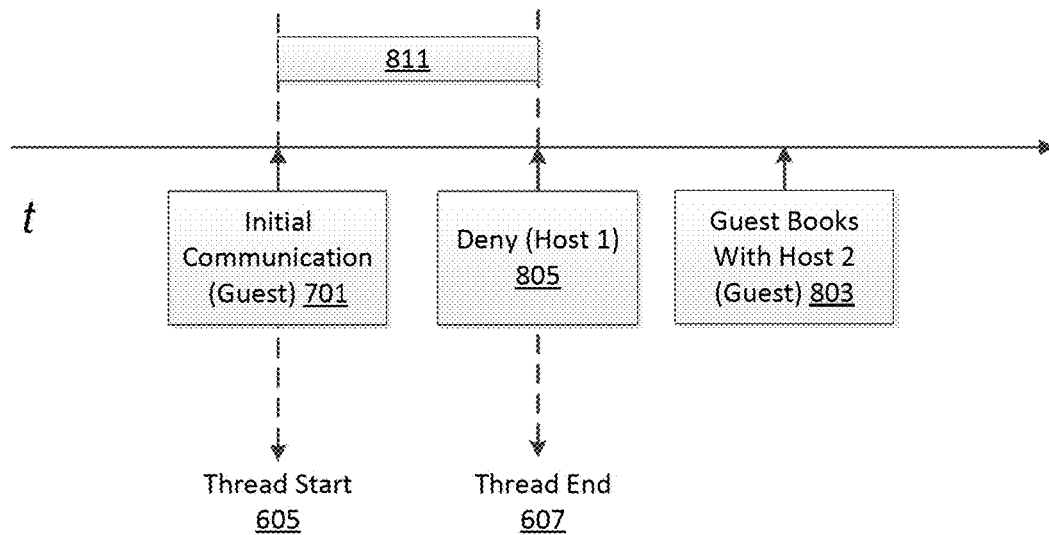 811
t
Initial
Communication
(Guest) 701
Deny (Host 1)
805
Guest Books
With Host 2
(Guest) 803
Thread Start
605
Thread End
607